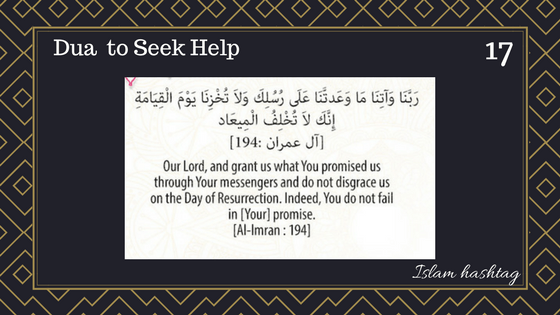 Dua to Seek Help
17
رَبَّنَا وَآتِنَا مَا وَعَدتَّنَا عَلَى رُسُلِكَ وَلاَ تُخْزِنَا يَوْمَ الْقِيَامَةِ
إِنَّكَ لاَ تُخْلِفُ الْمِيعَاد
[آل عمران :194]
Our Lord, and grant us what You promised us
through Your messengers and do not disgrace us
on the Day of Resurrection. Indeed, You do not fail
in [Your] promise.
[Al-Imran : 194]
Islam hashtag